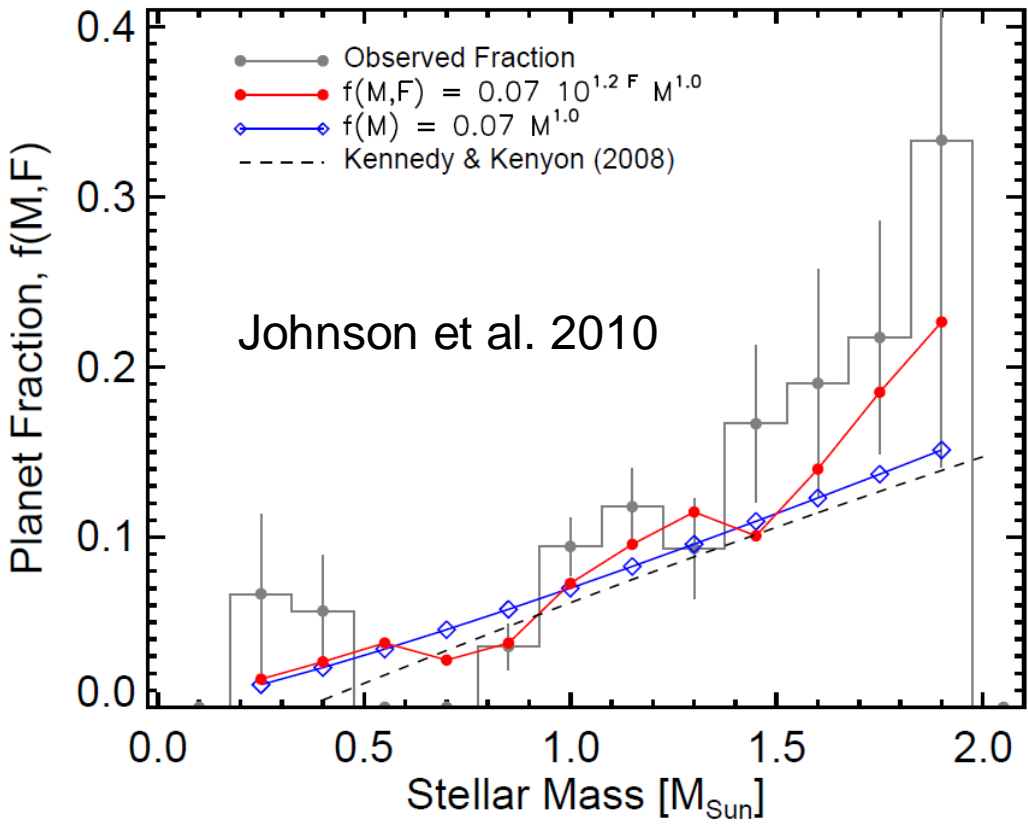 Observed Fraction
f(M,F) = 0.07 10^{1.2 F} M^{1.0}
f(M) = 0.07 M^{1.0}
Kennedy & Kenyon (2008)
Johnson et al. 2010
Planet Fraction, f(M,F)
0.4
0.3
0.2
0.1
0.0
0.0 0.5 1.0 1.5 2.0
Stellar Mass [M_{Sun}]